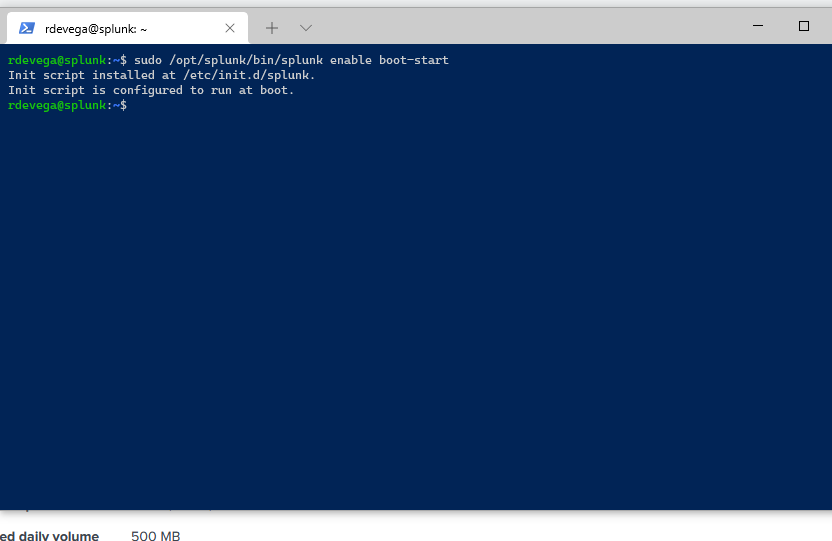 rdevega@splunk: ~
rdevega@splunk:~$ sudo /opt/splunk/bin/splunk enable boot-start
Init script installed at /etc/init.d/splunk.
Init script is configured to run at boot.
rdevega@splunk:~$
ed daily volume 500 MB